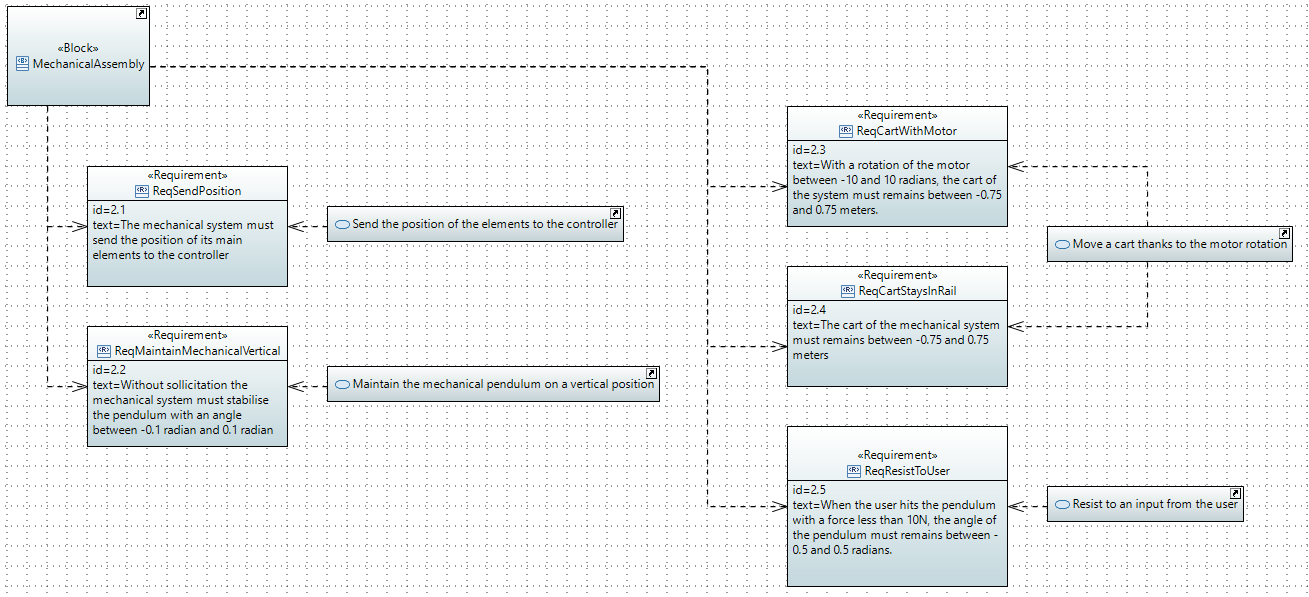 «Block»
MechanicalAssembly
«Requirement»
ReqSendPosition
id=2.1
text=The mechanical system must
send the position of its main
elements to the controller
Send the position of the elements to the controller
«Requirement»
ReqMaintainMechanicalVertical
id=2.2
text=Without sollicitation the
mechanical system must stabilise
the pendulum with an angle
between -0.1 radian and 0.1 radian
Maintain the mechanical pendulum on a vertical position
«Requirement»
ReqCartWithMotor
id=2.3
text=With a rotation of the motor
between -10 and 10 radians, the cart of
the system must remains between -0.75
and 0.75 meters.
Move a cart thanks to the motor rotation
«Requirement»
ReqCartStaysInRail
id=2.4
text=The cart of the mechanical system
must remains between -0.75 and 0.75
meters
«Requirement»
ReqResistToUser
id=2.5
text=When the user hits the pendulum
with a force less than 10N, the angle of
the pendulum must remains between -
0.5 and 0.5 radians.
Resist to an input from the user